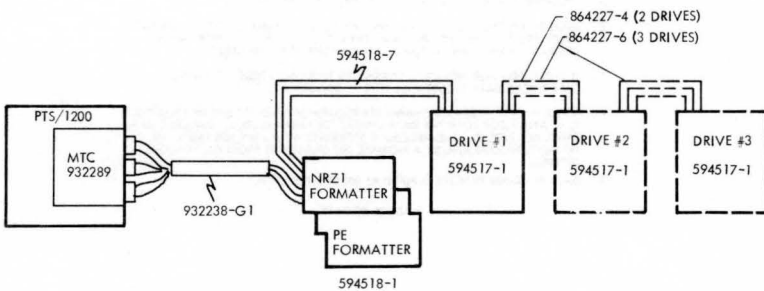 864227-4 (2 DRIVES)
864227-6 (3 DRIVES)
594518-7
PTS/1200
MTC
932289
932238-G1
NRZ1
FORMATTER
PE
FORMATTER
594518-1
DRIVE #1
594517-1
DRIVE #2
594517-1
DRIVE #3
594517-1